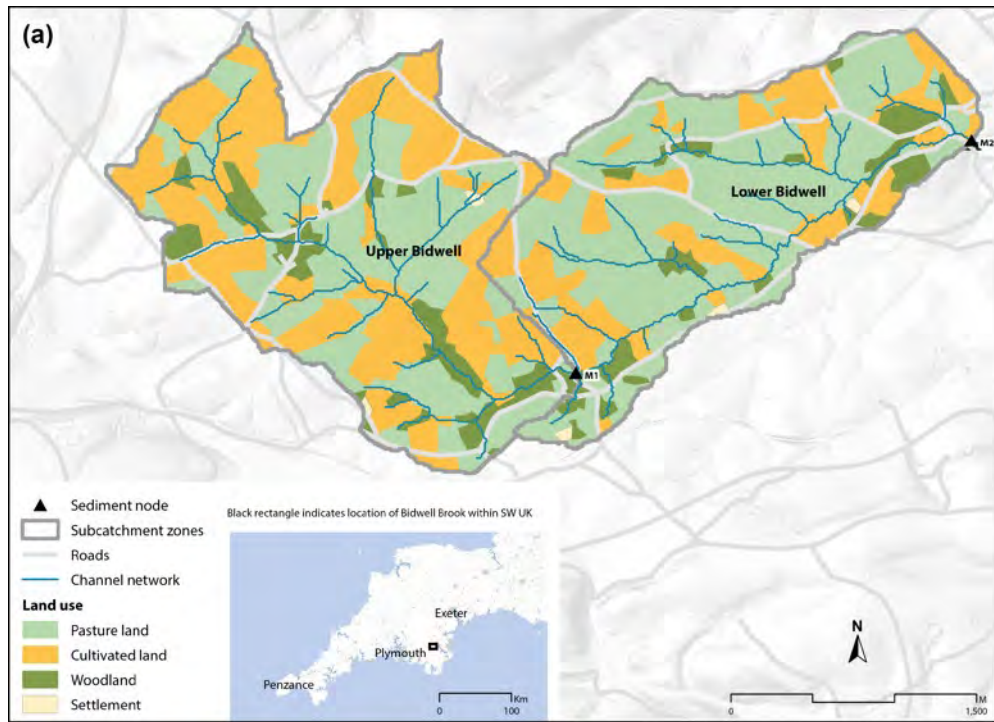 (a)
M2
Lower Bidwell
Upper Bidwell
M1
Sediment node
Subcatchment zones
Roads
Channel network
Land use
Pasture land
Cultivated land
Woodland
Settlement
Black rectangle indicates location of Bidwell Brook within SW UK
Exeter
Plymouth
Penzance
Km
0 100
N
M
0 1,500